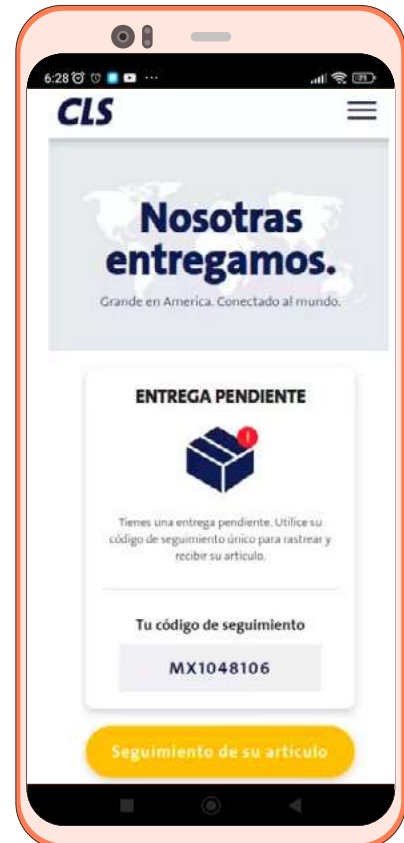 6:28
71
CLS
Nosotras
entregamos.
Grande en America. Conectado al mundo.
ENTREGA PENDIENTE
!
Tienes una entrega pendiente. Utilice su
código de seguimiento único para rastrear y
recibir su artículo.
Tu código de seguimiento
MX1048106
Seguimiento de su artículo